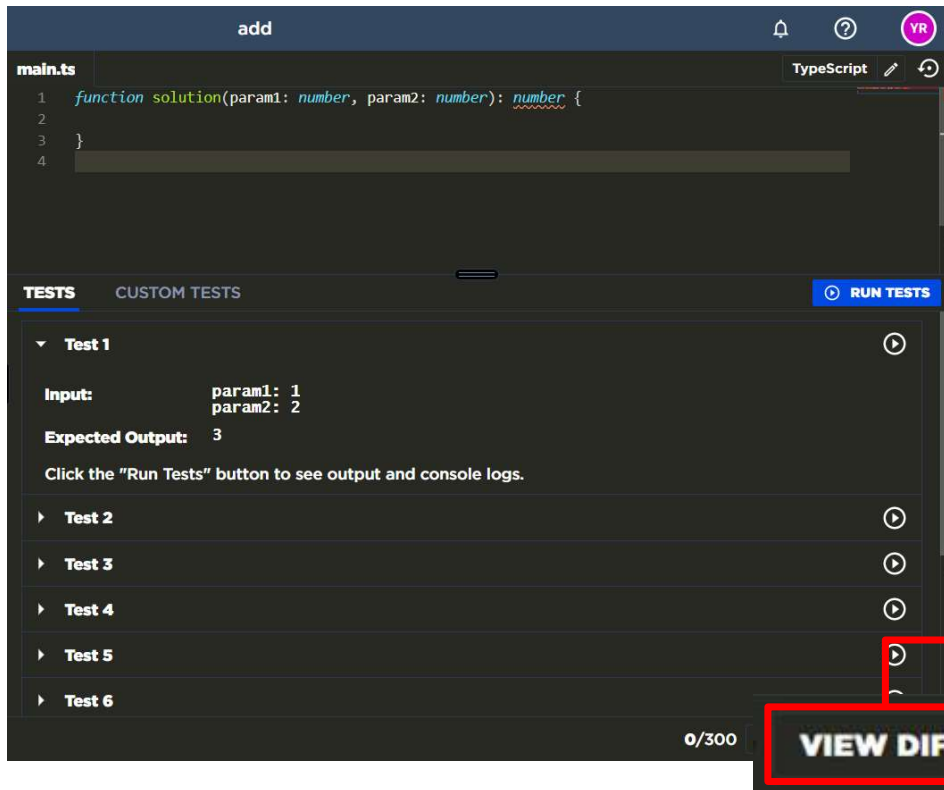 add
YR
main.ts
TypeScript
1 function solution(param1: number, param2: number): number {
2
3 }
4
TESTS CUSTOM TESTS
RUN TESTS
Test 1
Input: param1: 1
param2: 2
Expected Output: 3
Click the "Run Tests" button to see output and console logs.
Test 2
Test 3
Test 4
Test 5
Test 6
0/300
VIEW DIF